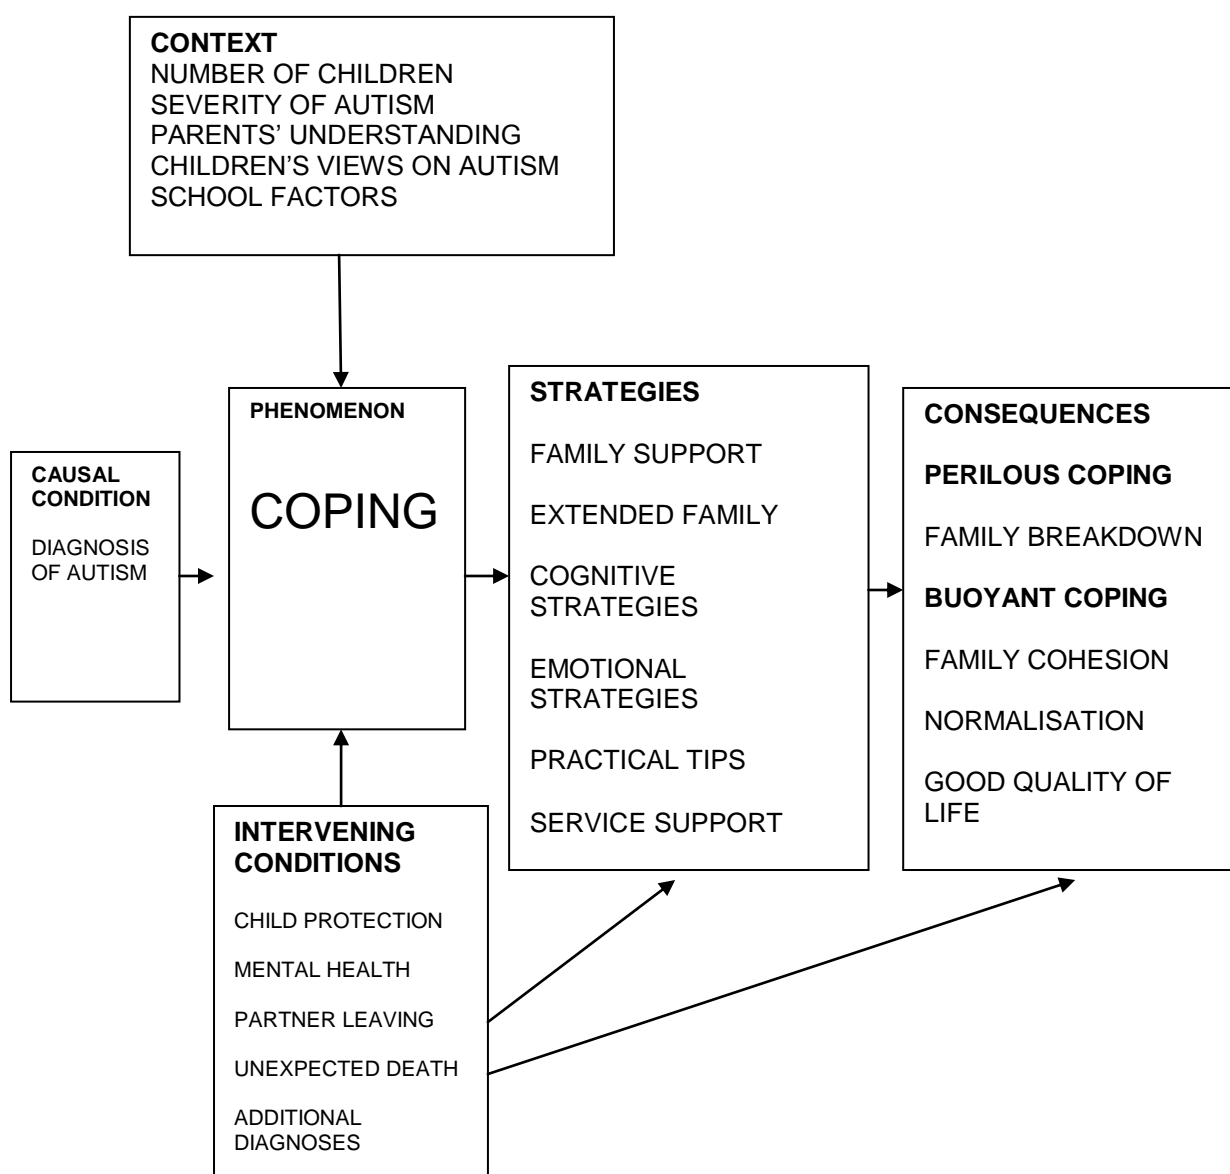 CONTEXT
NUMBER OF CHILDREN
SEVERITY OF AUTISM
PARENTS’ UNDERSTANDING
CHILDREN’S VIEWS ON AUTISM
SCHOOL FACTORS
CAUSAL
CONDITION
DIAGNOSIS
OF AUTISM
PHENOMENON
COPING
STRATEGIES
FAMILY SUPPORT
EXTENDED FAMILY
COGNITIVE
STRATEGIES
EMOTIONAL
STRATEGIES
PRACTICAL TIPS
SERVICE SUPPORT
CONSEQUENCES
PERILOUS COPING
FAMILY BREAKDOWN
BUOYANT COPING
FAMILY COHESION
NORMALISATION
GOOD QUALITY OF
LIFE
INTERVENING
CONDITIONS
CHILD PROTECTION
MENTAL HEALTH
PARTNER LEAVING
UNEXPECTED DEATH
ADDITIONAL
DIAGNOSES